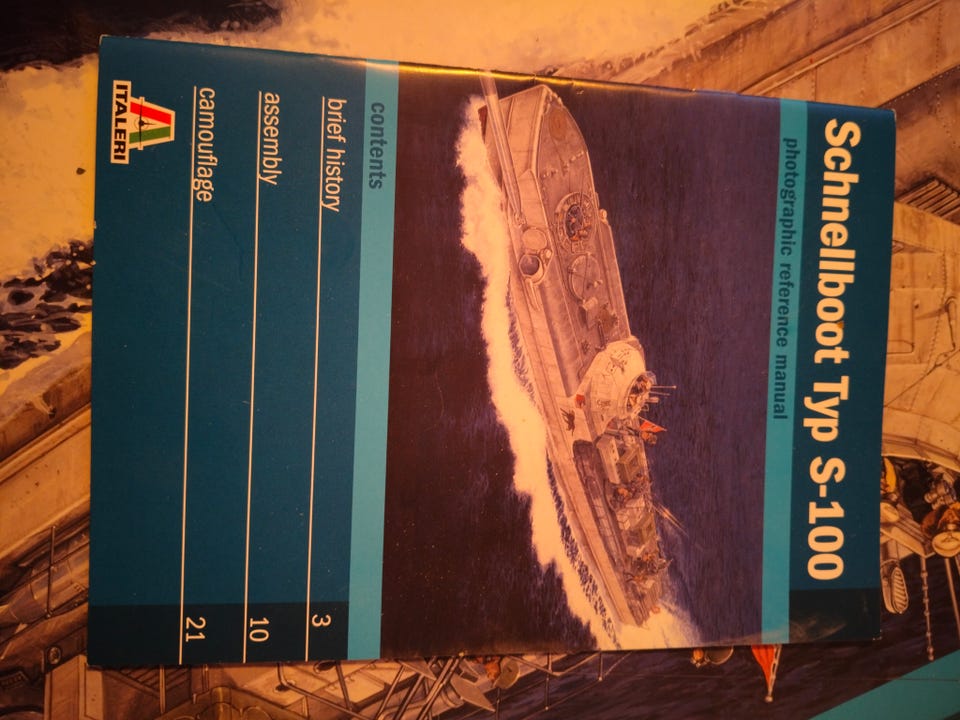 Schnellboot Typ S-100
photographic reference manual
contents
brief history 3
assembly 10
camouflage 21
ITALERI